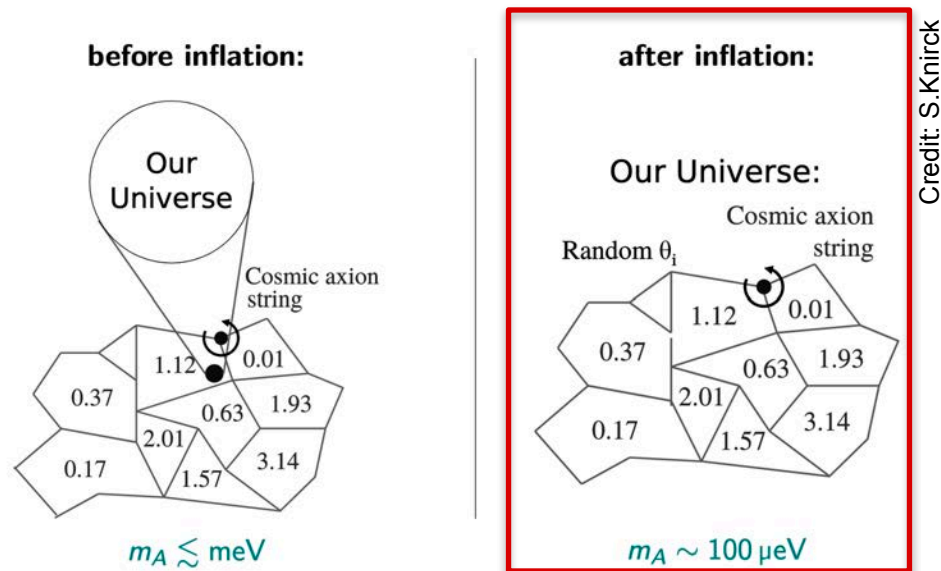 before inflation:
Our
Universe
Cosmic axion
string
1.12
0.01
0.37
0.63
1.93
2.01
0.17
1.57
3.14
m_A ≲ meV
after inflation:
Our Universe:
Cosmic axion
string
Random θ_i
1.12
0.01
0.37
0.63
1.93
2.01
0.17
1.57
3.14
m_A ∼ 100 µeV
Credit: S.Knirck